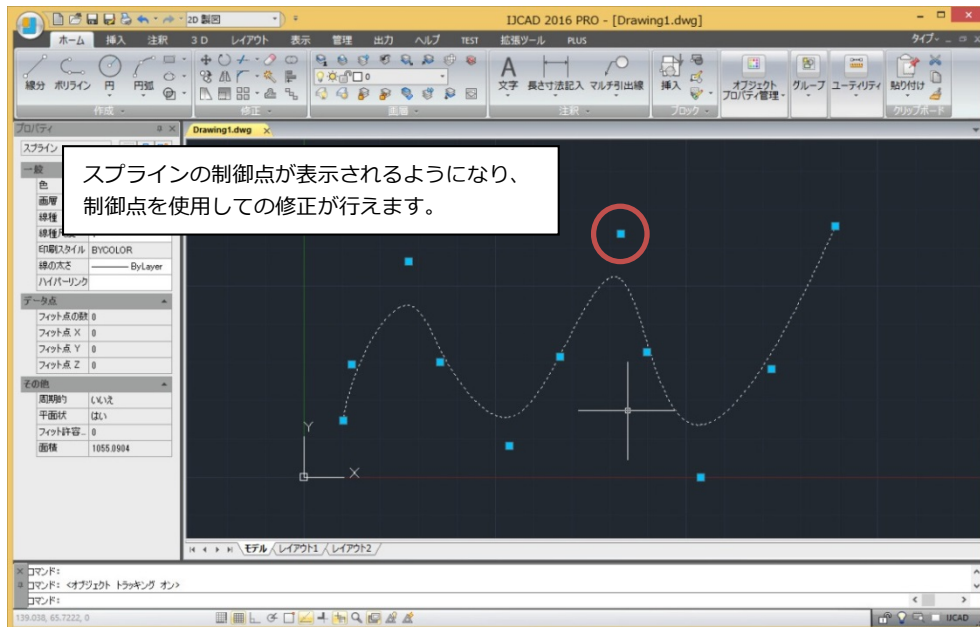 2D 製図
IJCAD 2016 PRO - [Drawing1.dwg]
ホーム 挿入 注釈 3D レイアウト 表示 管理 出力 ヘルプ TEST 拡張ツール PLUS タイプ
線分 ポリライン 円 円弧
0
文字 長さ寸法記入 マルチ引出線
挿入
オブジェクト
プロパティ管理
グループ ユーティリティ 貼り付け
作成 修正 画層 注釈 ブロック クリップボード
プロパティ
Drawing1.dwg
スプライン
スプラインの制御点が表示されるようになり、
制御点を使用しての修正が行えます。
一般
色
画層
線種
印刷スタイル BYCOLOR
線の太さ ByLayer
ハイパーリンク
データ点
フィット点の数 0
フィット点 X 0
フィット点 Y 0
フィット点 Z 0
その他
周期的 いいえ
平面状 はい
フィット許容... 0
面積 1055.0904
Y
X
モデル レイアウト1 レイアウト2
コマンド:
コマンド: <オブジェクト トラッキング オン>
コマンド:
139.038, 65.7222, 0
IJCAD